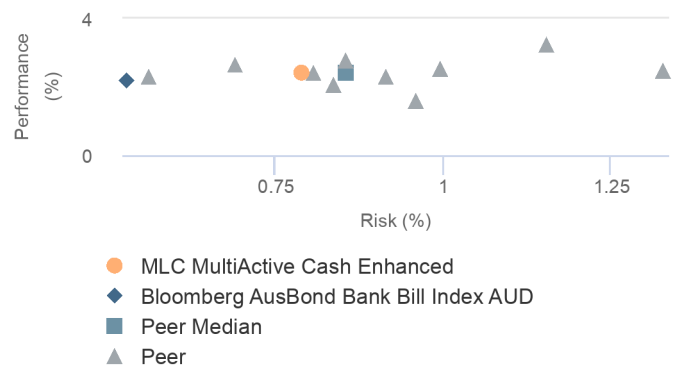 4
Performance
(%)
0
0.75
1
1.25
Risk (%)
MLC MultiActive Cash Enhanced
Bloomberg AusBond Bank Bill Index AUD
Peer Median
Peer